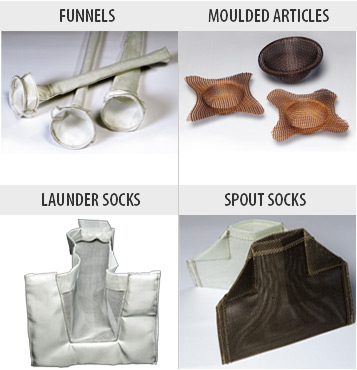 FUNNELS
MOULDED ARTICLES
LAUNDER SOCKS
SPOUT SOCKS